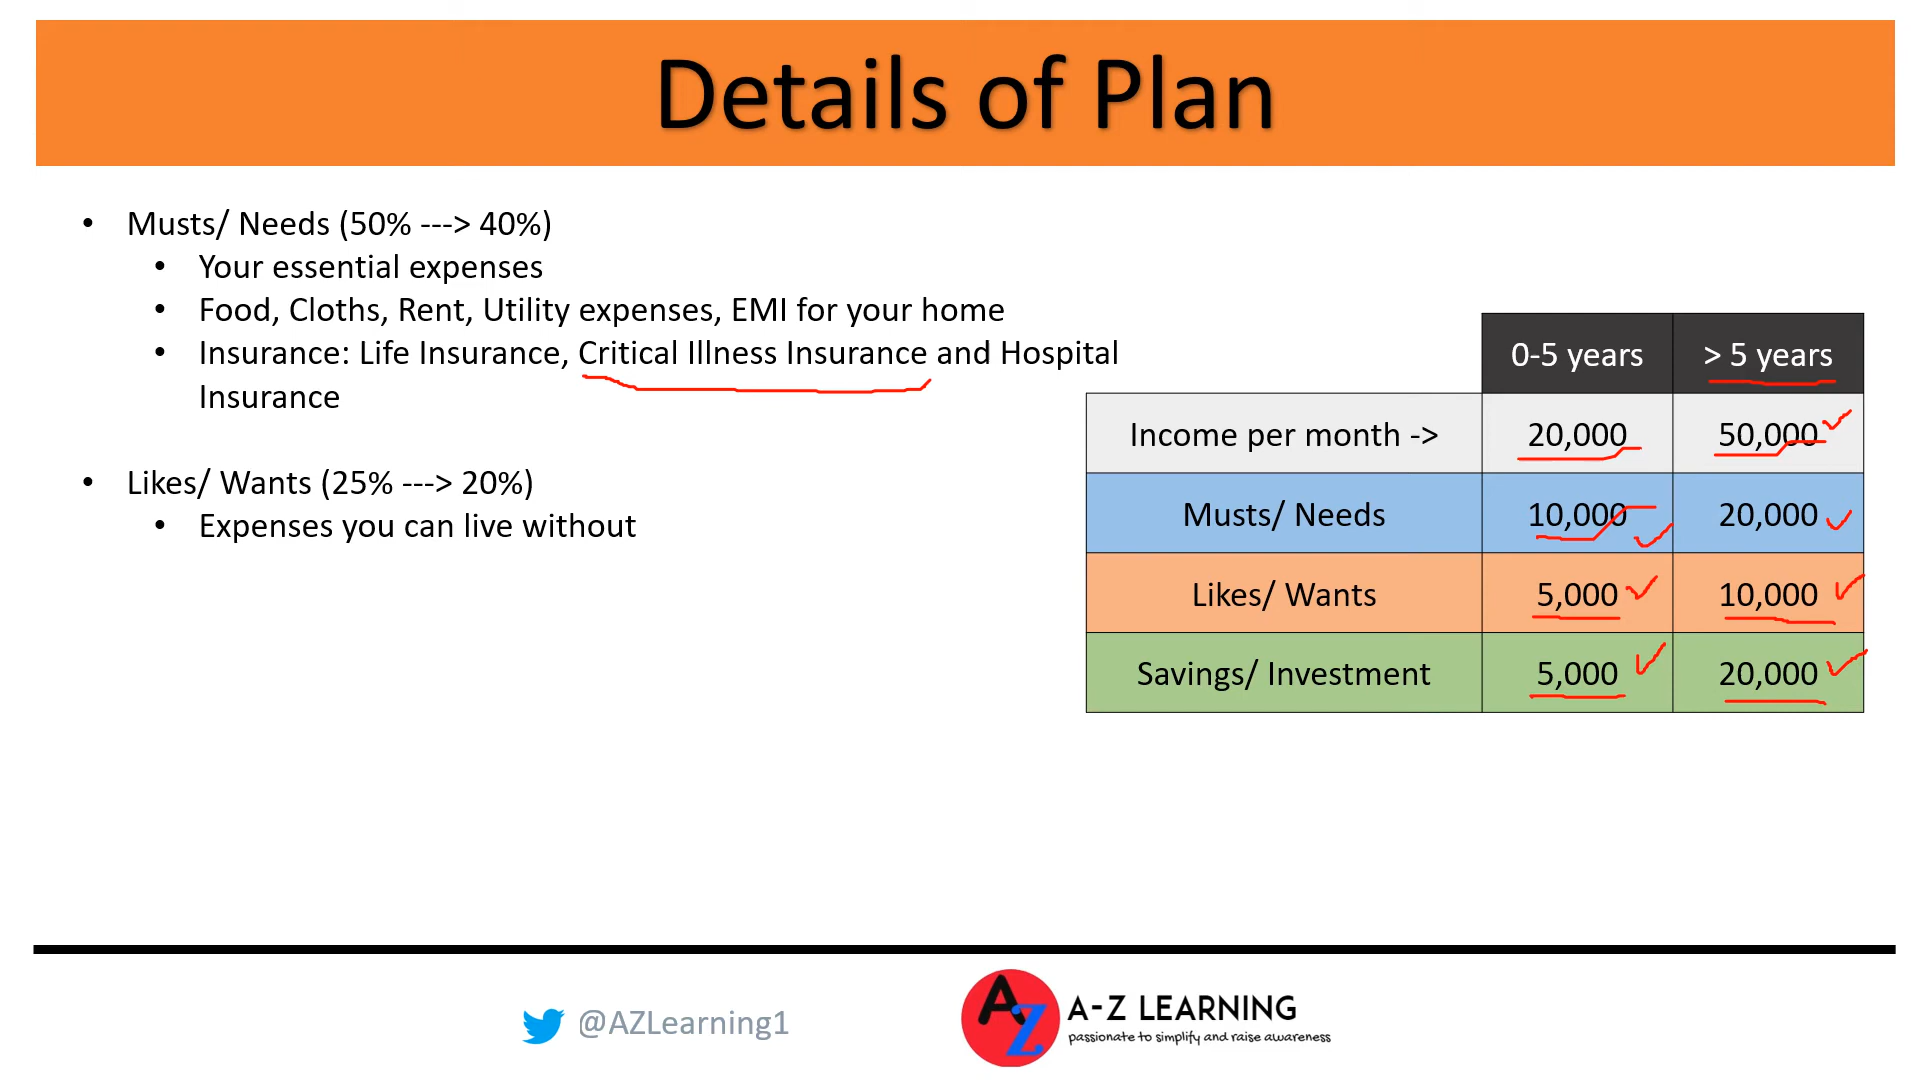 Details of Plan
• Musts/ Needs (50% ---> 40%)
• Your essential expenses
• Food, Cloths, Rent, Utility expenses, EMI for your home
• Insurance: Life Insurance, Critical Illness Insurance and Hospital
Insurance
• Likes/ Wants (25% ---> 20%)
• Expenses you can live without
0-5 years > 5 years
Income per month -> 20,000 50,000
Musts/ Needs 10,000 20,000
Likes/ Wants 5,000 10,000
Savings/ Investment 5,000 20,000
@AZLearning1
AZ
A-Z LEARNING
passionate to simplify and raise awareness